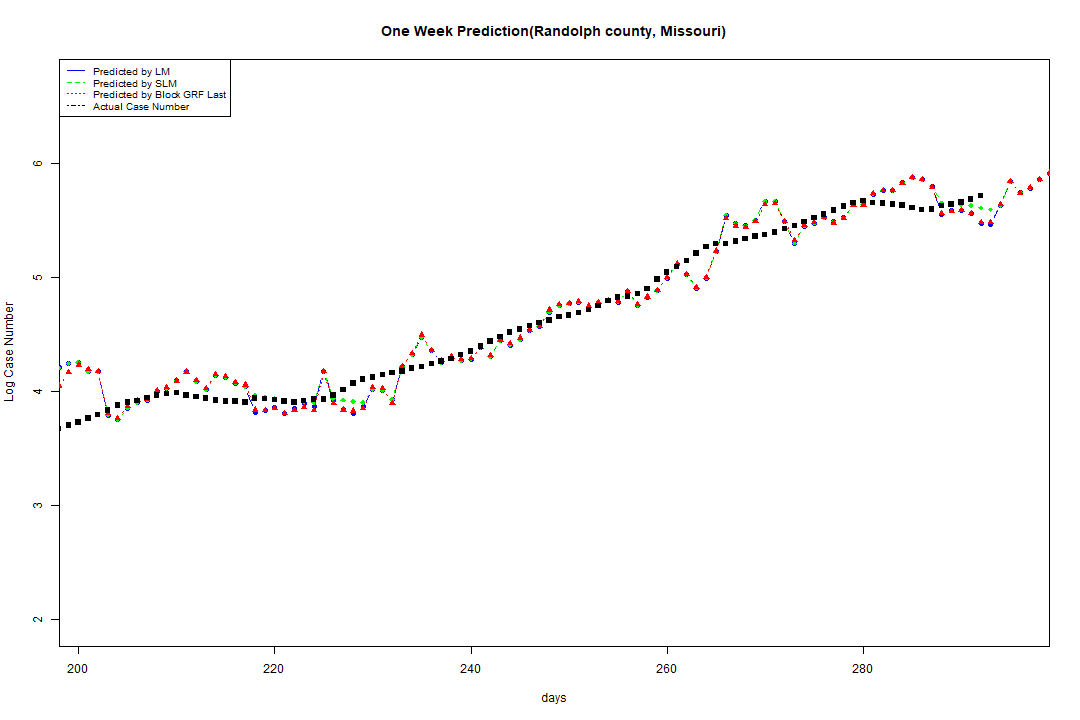 One Week Prediction(Randolph county, Missouri)
Predicted by LM
Predicted by SLM
Predicted by Block GRF Last
Actual Case Number
6
5
4
3
2
Log Case Number
200 220 240 260 280
days